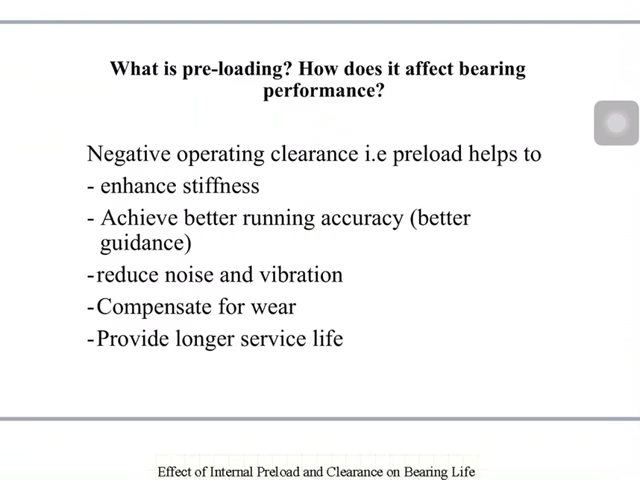 What is pre-loading? How does it affect bearing
performance?
Negative operating clearance i.e preload helps to
- enhance stiffness
- Achieve better running accuracy (better
guidance)
-reduce noise and vibration
-Compensate for wear
-Provide longer service life
Effect of Internal Preload and Clearance on Bearing Life